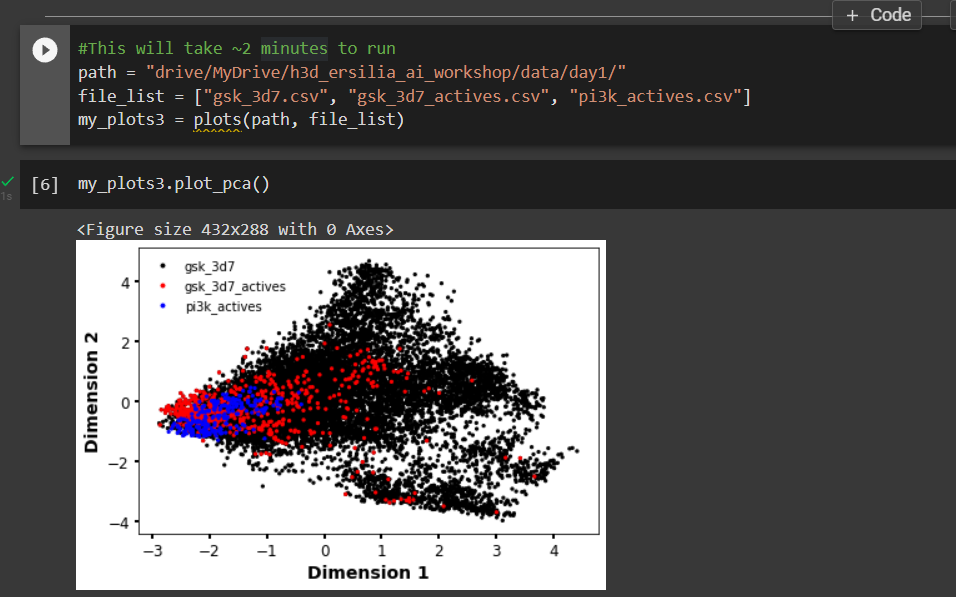 + Code
#This will take ~2 minutes to run
path = "drive/MyDrive/h3d_ersilia_ai_workshop/data/day1/"
file_list = ["gsk_3d7.csv", "gsk_3d7_actives.csv", "pi3k_actives.csv"]
my_plots3 = plots(path, file_list)
[6] my_plots3.plot_pca()
1s
<Figure size 432x288 with 0 Axes>
gsk_3d7
gsk_3d7_actives
pi3k_actives
4
2
0
−2
−4
Dimension 2
−3 −2 −1 0 1 2 3 4
Dimension 1